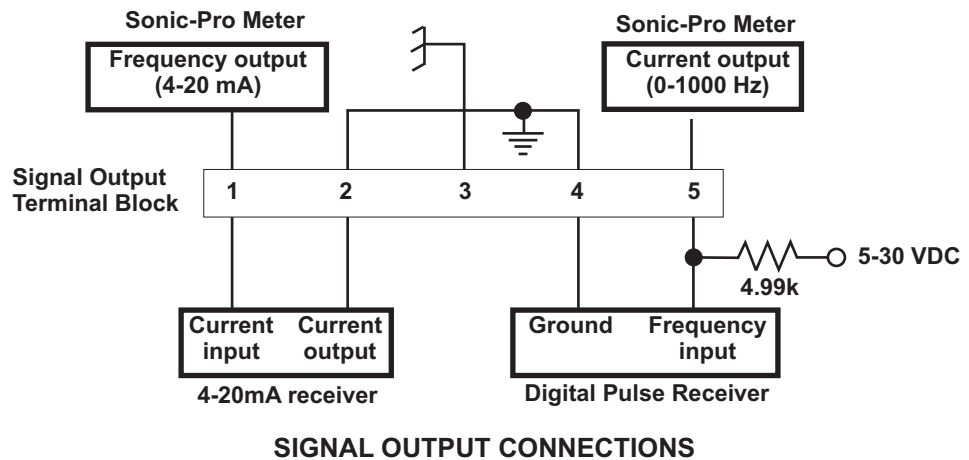 Sonic-Pro Meter
Frequency output
(4-20 mA)
Sonic-Pro Meter
Current output
(0-1000 Hz)
Signal Output
Terminal Block
1 2 3 4 5
5-30 VDC
4.99k
Current input
Current output
4-20mA receiver
Ground
Frequency input
Digital Pulse Receiver
SIGNAL OUTPUT CONNECTIONS